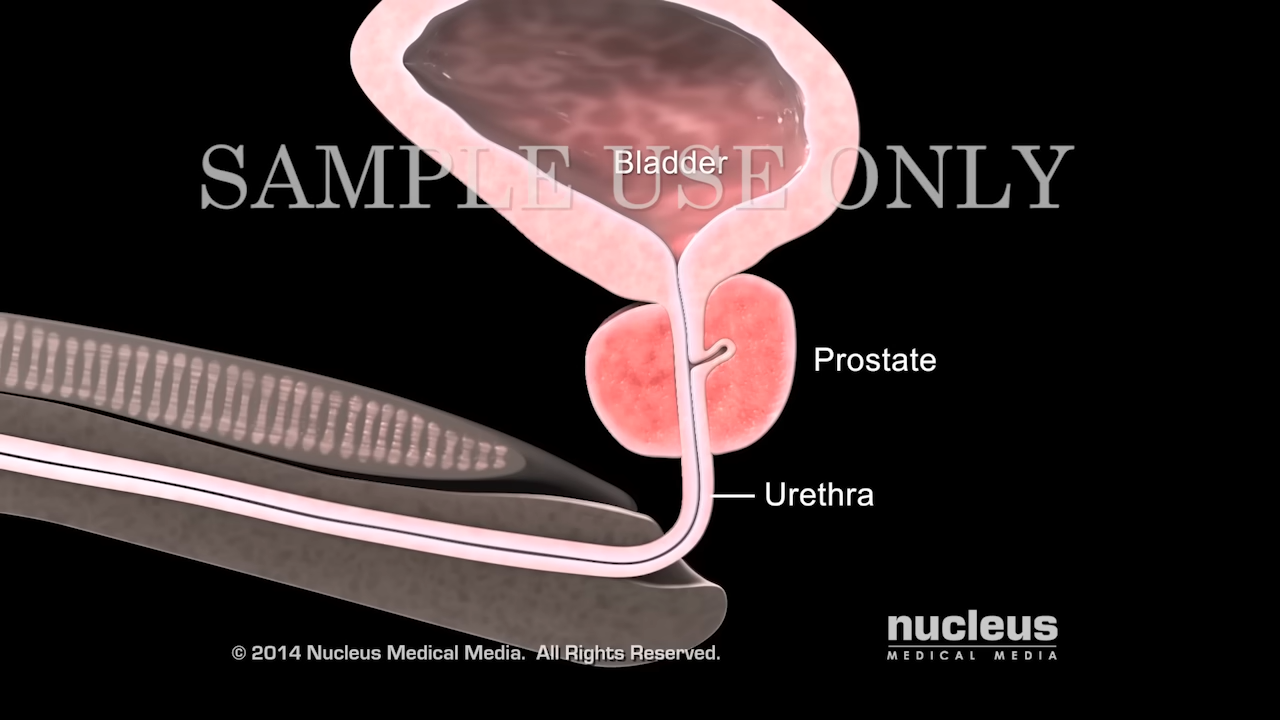 SAMPLE USE ONLY
Bladder
Prostate
Urethra
© 2014 Nucleus Medical Media. All Rights Reserved.
nucleus
MEDICAL MEDIA